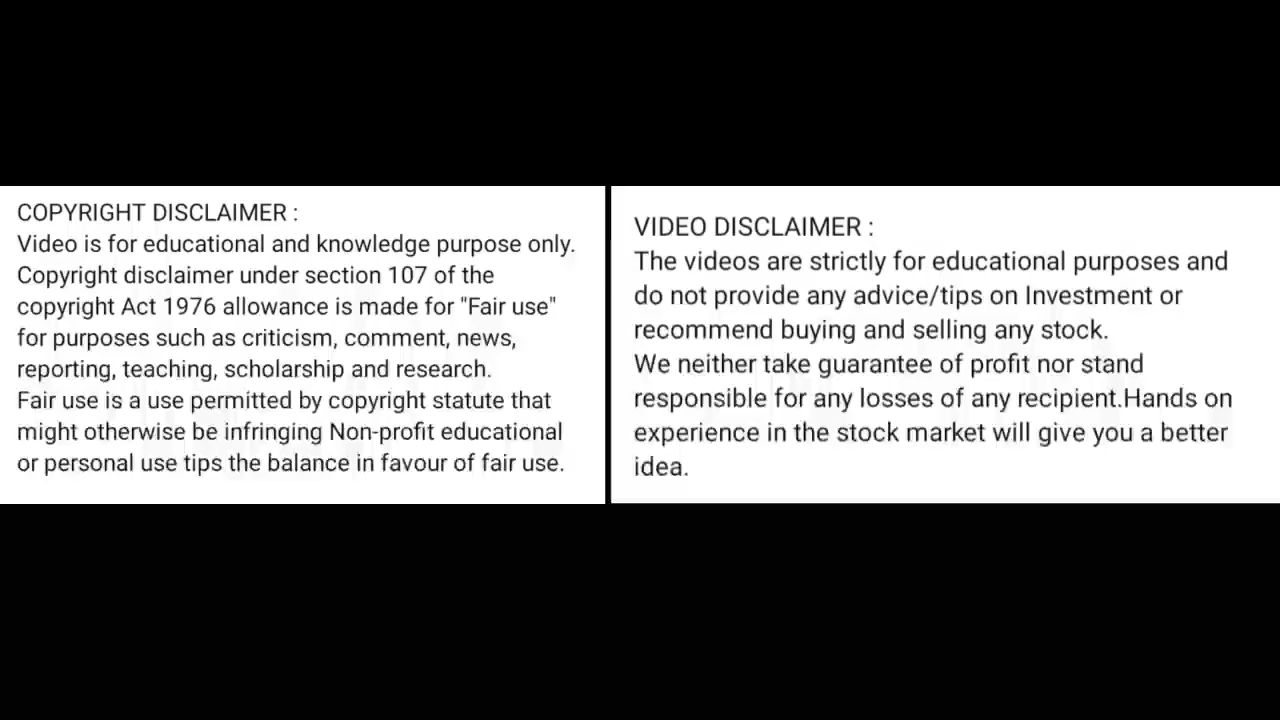 COPYRIGHT DISCLAIMER :
Video is for educational and knowledge purpose only.
Copyright disclaimer under section 107 of the
copyright Act 1976 allowance is made for "Fair use"
for purposes such as criticism, comment, news,
reporting, teaching, scholarship and research.
Fair use is a use permitted by copyright statute that
might otherwise be infringing Non-profit educational
or personal use tips the balance in favour of fair use.
VIDEO DISCLAIMER :
The videos are strictly for educational purposes and
do not provide any advice/tips on Investment or
recommend buying and selling any stock.
We neither take guarantee of profit nor stand
responsible for any losses of any recipient.Hands on
experience in the stock market will give you a better
idea.